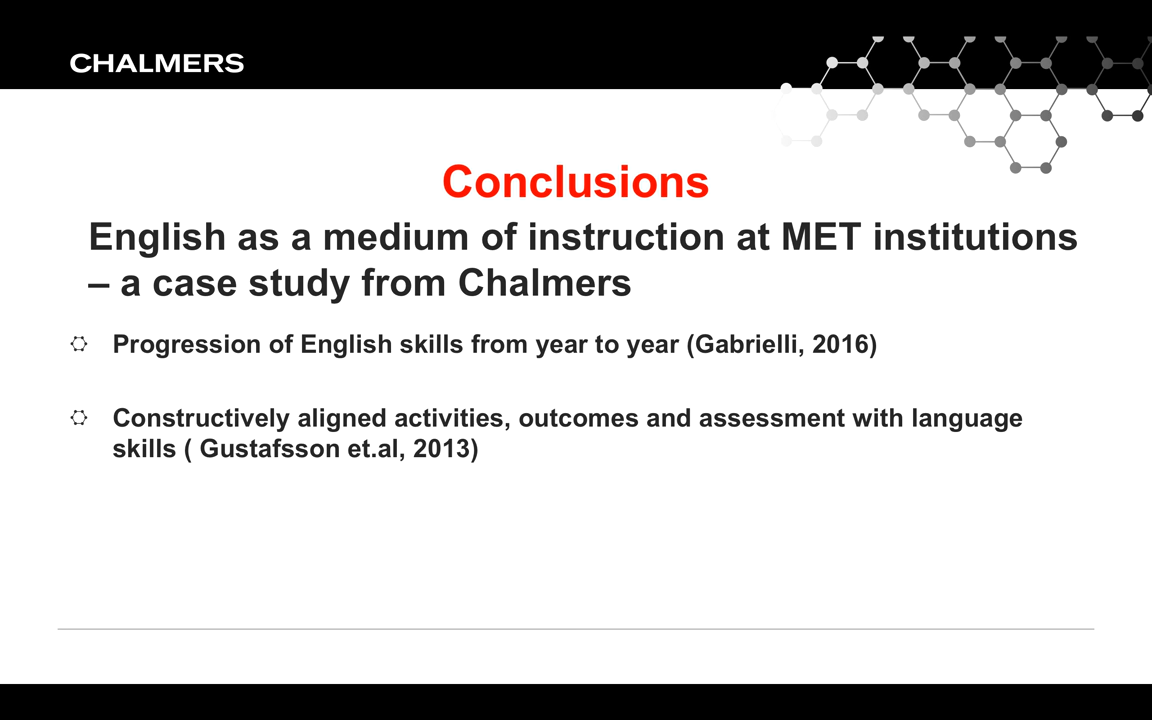 CHALMERS
Conclusions
English as a medium of instruction at MET institutions
– a case study from Chalmers
Progression of English skills from year to year (Gabrielli, 2016)
Constructively aligned activities, outcomes and assessment with language
skills ( Gustafsson et.al, 2013)